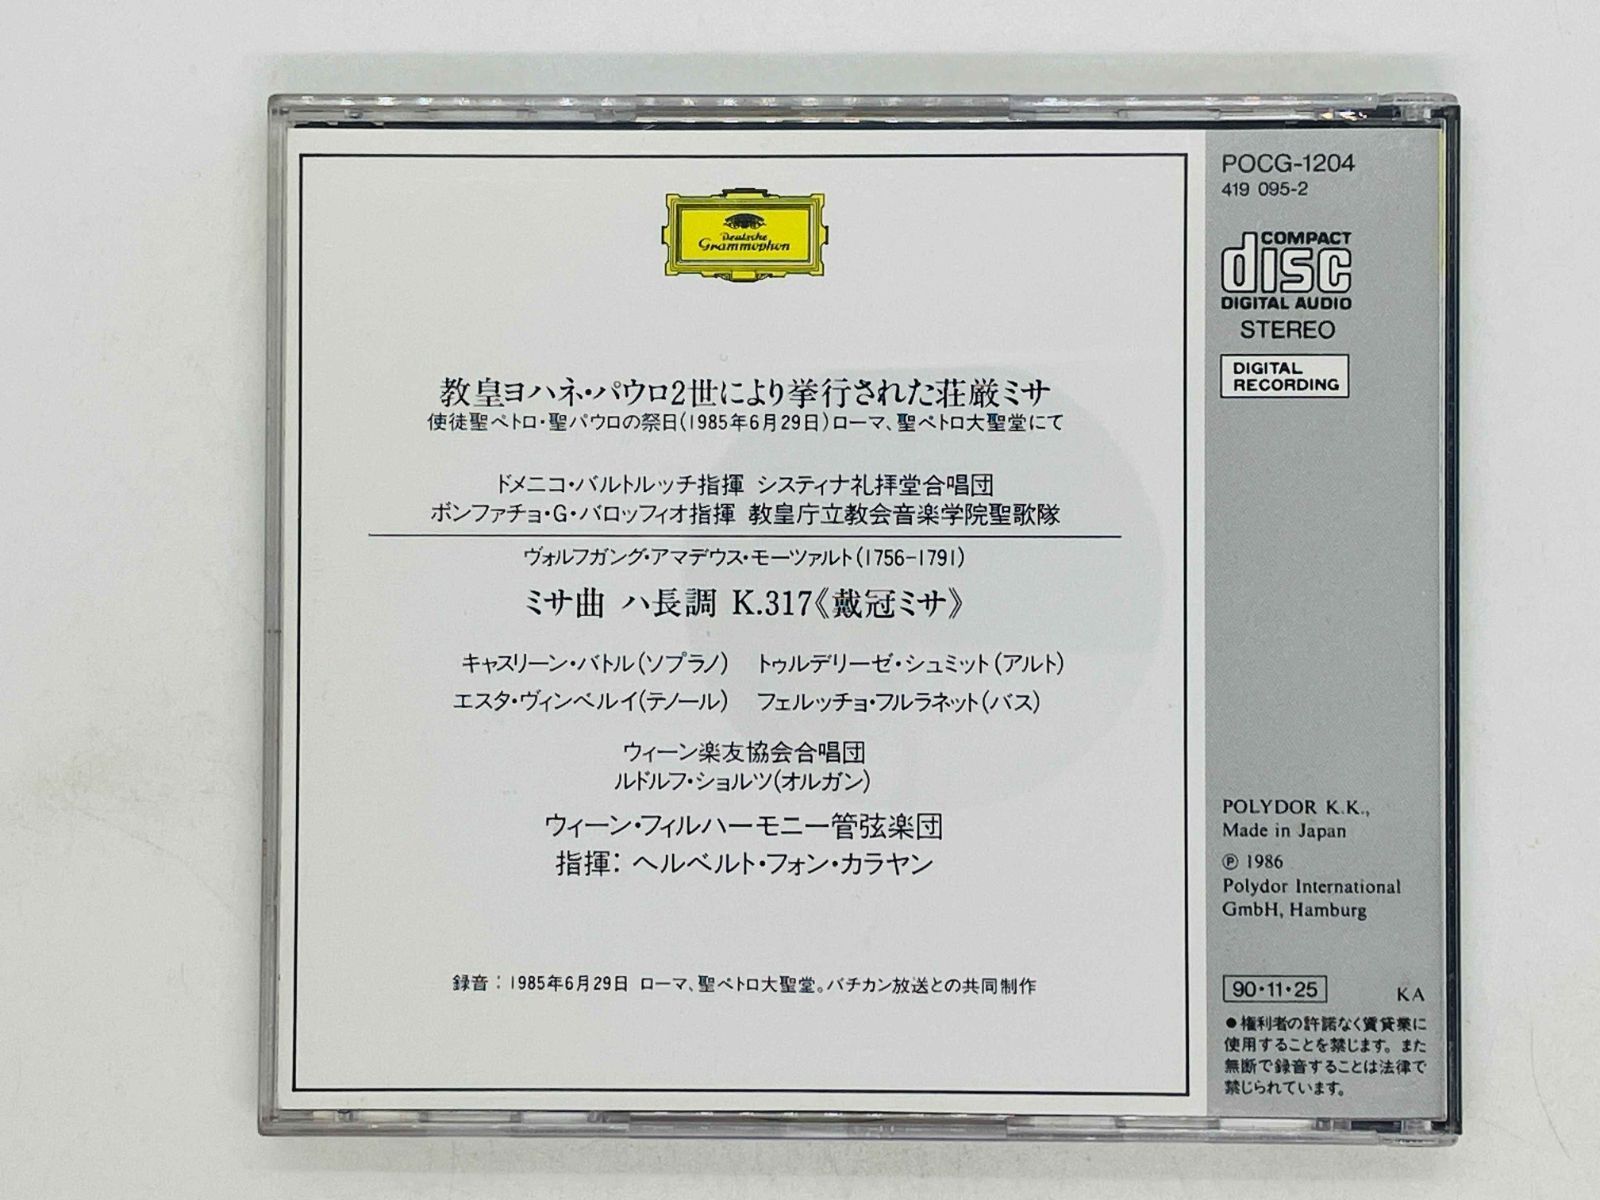 Deutsche
Grammophon
教皇ヨハネ・パウロ2世により挙行された荘厳ミサ
使徒聖ペトロ・聖パウロの祭日(1985年6月29日)ローマ、聖ペトロ大聖堂にて
ドメニコ・バルトルッチ指揮 システィナ礼拝堂合唱団
ボンファチョ・G・バロッフィオ指揮 教皇庁立教会音楽学院聖歌隊
ヴォルフガング・アマデウス・モーツァルト(1756-1791)
ミサ曲 ハ長調 K.317《戴冠ミサ》
キャスリーン・バトル(ソプラノ) トゥルデリーゼ・シュミット(アルト)
エスタ・ヴィンベルイ(テノール) フェルッチョ・フルラネット(バス)
ウィーン楽友協会合唱団
ルドルフ・ショルツ(オルガン)
ウィーン・フィルハーモニー管弦楽団
指揮: ヘルベルト・フォン・カラヤン
録音：1985年6月29日 ローマ、聖ペトロ大聖堂。バチカン放送との共同制作
POCG-1204
419 095-2
COMPACT
disc
DIGITAL AUDIO
STEREO
DIGITAL
RECORDING
POLYDOR K.K.,
Made in Japan
Ⓟ 1986
Polydor International
GmbH, Hamburg
90・11・25 KA
●権利者の許諾なく賃貸業に
使用することを禁じます。また
無断で録音することは法律で
禁じられています。